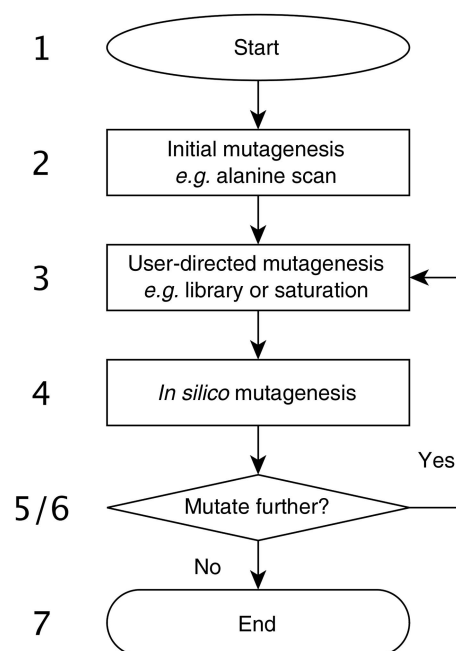 1
Start
2
Initial mutagenesis
e.g. alanine scan
3
User-directed mutagenesis
e.g. library or saturation
4
In silico mutagenesis
Yes
5/6
Mutate further?
No
7
End